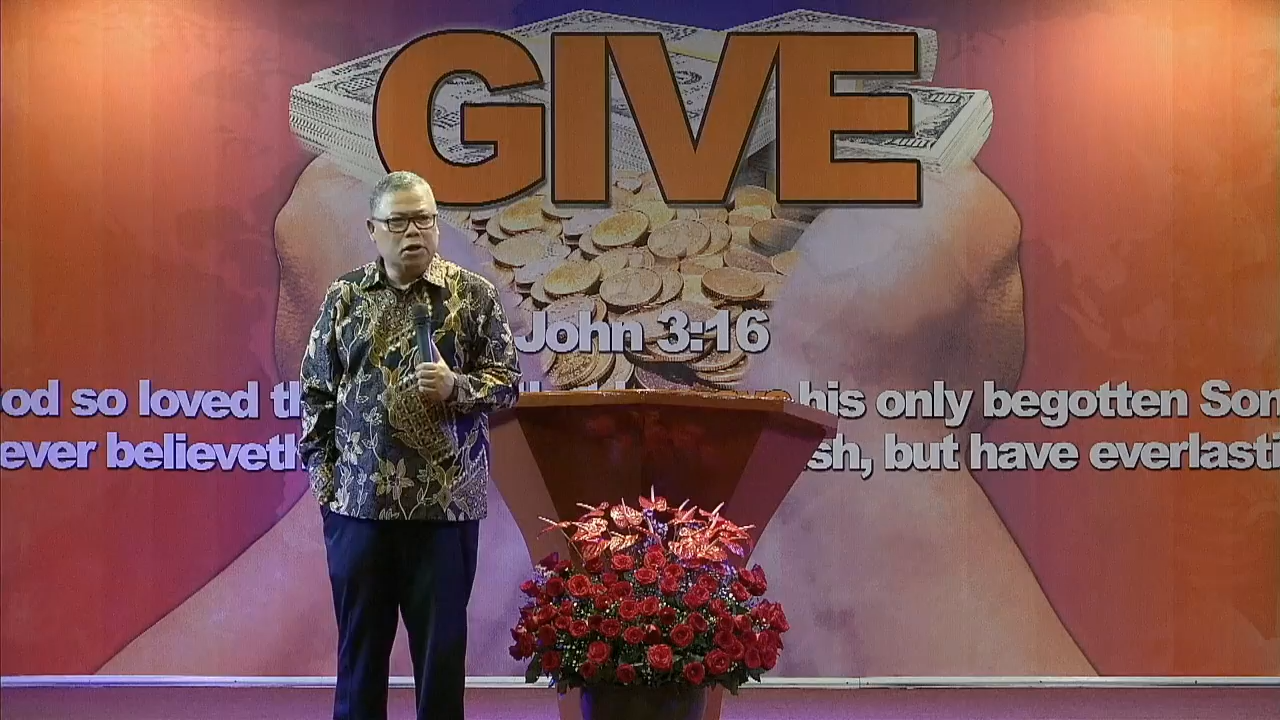 GIVE
John 3:16
od so loved th his only begotten Son
ever believeth sh, but have everlasti